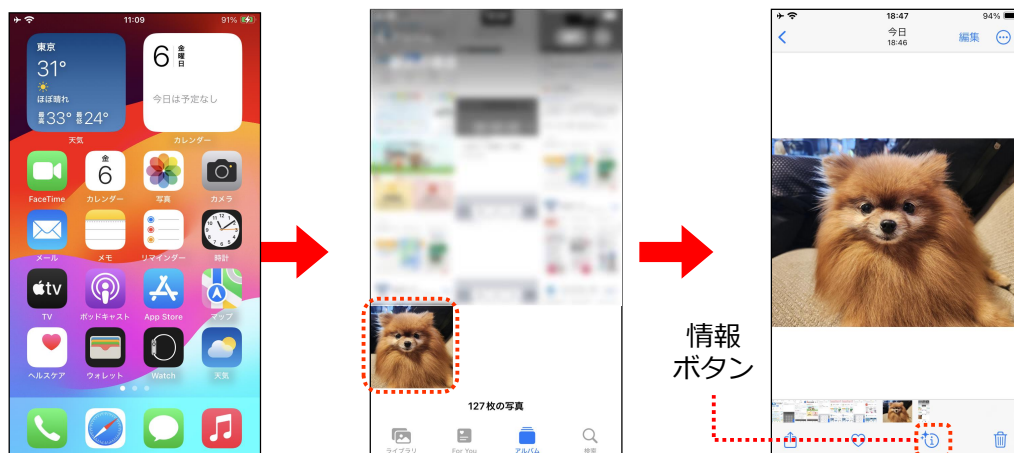 11:09
91%
東京
31°
ほぼ晴れ
最高33° 最低24°
天気
6
金曜日
今日は予定なし
カレンダー
FaceTime
金
6
カレンダー
写真
カメラ
メール
メモ
リマインダー
時計
tv
TV
ポッドキャスト
App Store
マップ
ヘルスケア
ウォレット
Watch
天気
127枚の写真
ライブラリ
For You
アルバム
検索
情報
ボタン
18:47
94%
今日
18:46
編集